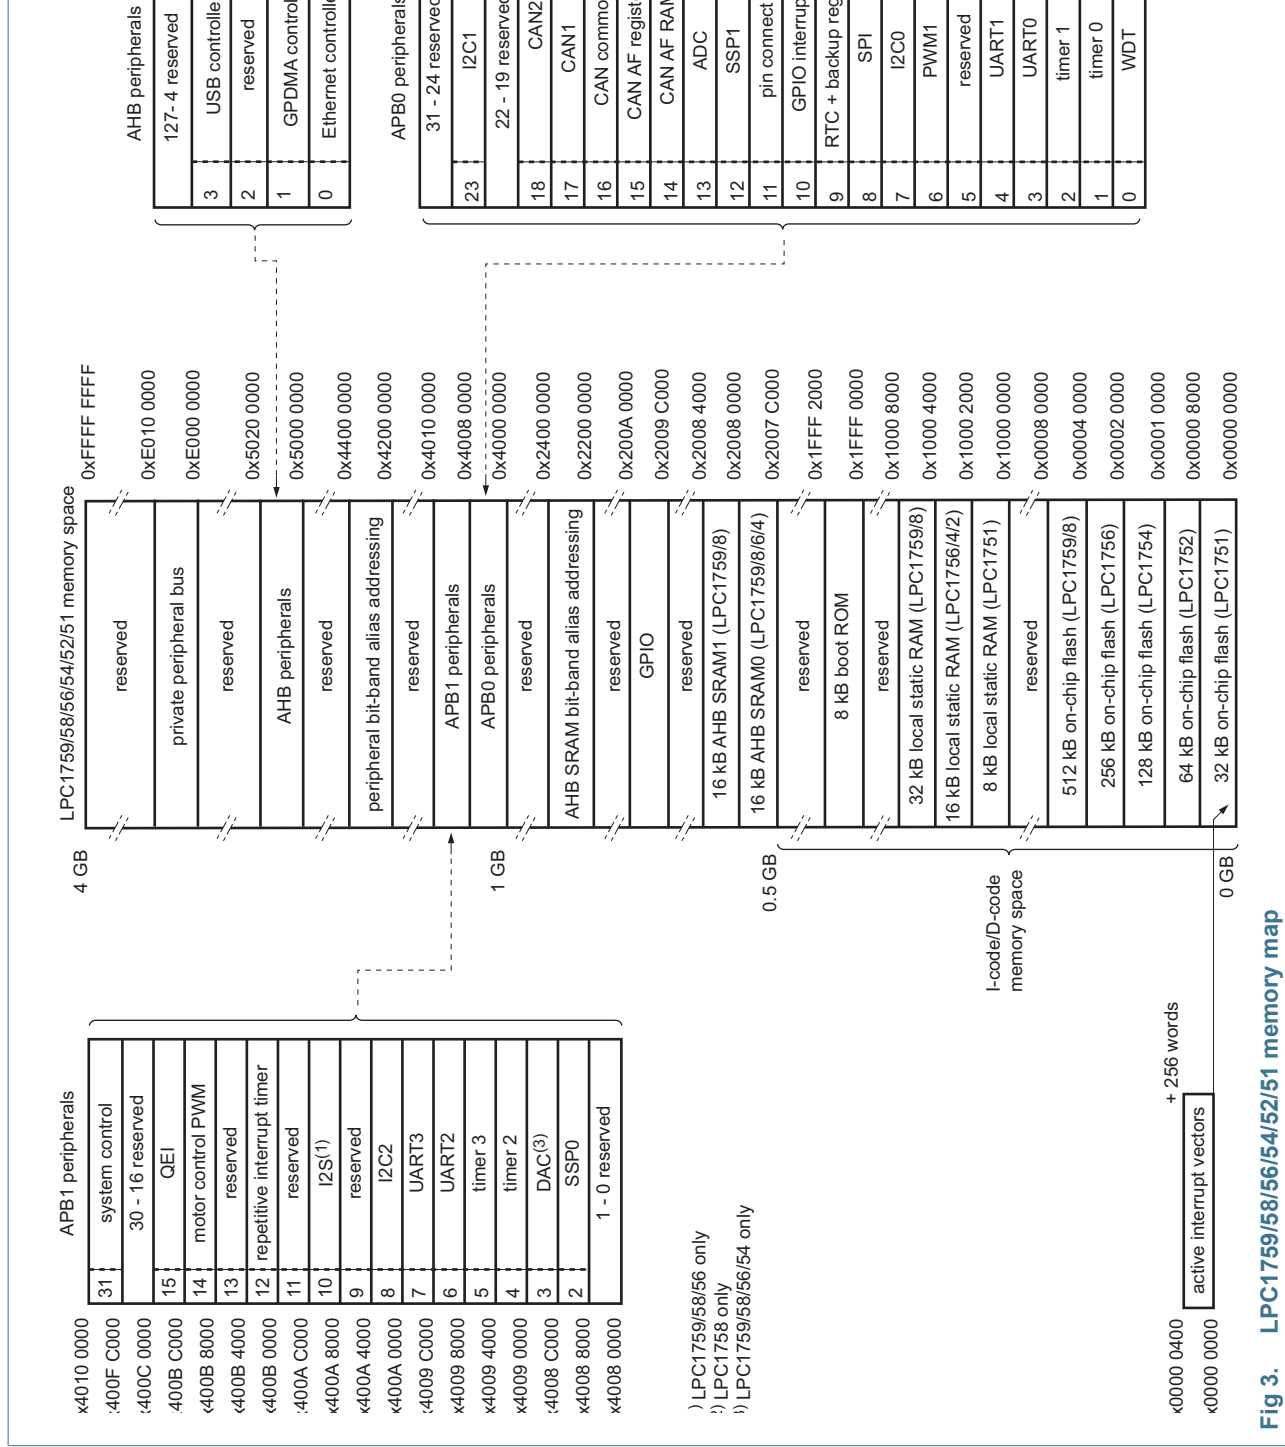 LPC1759/58/56/54/52/51 memory space
4 GB
0xFFFF FFFF
reserved
0xE010 0000
private peripheral bus
0xE000 0000
reserved
0x5020 0000
AHB peripherals
0x5000 0000
reserved
0x4400 0000
peripheral bit-band alias addressing
0x4200 0000
reserved
0x4010 0000
APB1 peripherals
0x4008 0000
APB0 peripherals
1 GB
0x4000 0000
reserved
0x2400 0000
AHB SRAM bit-band alias addressing
0x2200 0000
reserved
0x200A 0000
GPIO
0x2009 C000
reserved
0x2008 4000
16 kB AHB SRAM1 (LPC1759/8)
0x2008 0000
16 kB AHB SRAM0 (LPC1759/8/6/4)
0x2007 C000
0.5 GB
reserved
0x1FFF 2000
8 kB boot ROM
0x1FFF 0000
reserved
0x1000 8000
32 kB local static RAM (LPC1759/8)
0x1000 4000
16 kB local static RAM (LPC1756/4/2)
0x1000 2000
8 kB local static RAM (LPC1751)
0x1000 0000
reserved
0x0008 0000
512 kB on-chip flash (LPC1759/8)
0x0004 0000
256 kB on-chip flash (LPC1756)
0x0002 0000
128 kB on-chip flash (LPC1754)
0x0001 0000
64 kB on-chip flash (LPC1752)
0x0000 8000
32 kB on-chip flash (LPC1751)
0 GB
0x0000 0000
I-code/D-code
memory space
APB1 peripherals
x4010 0000
31 system control
400F C000
30 - 16 reserved
400C 0000
15 QEI
400B C000
14 motor control PWM
400B 8000
13 reserved
400B 4000
12 repetitive interrupt timer
400B 0000
11 reserved
400A C000
10 I2S(1)
400A 8000
9 reserved
400A 4000
8 I2C2
400A 0000
7 UART3
4009 C000
6 UART2
4009 8000
5 timer 3
4009 4000
4 timer 2
4009 0000
3 DAC(3)
4008 C000
2 SSP0
4008 8000
1 - 0 reserved
x4008 0000
) LPC1759/58/56 only
2) LPC1758 only
3) LPC1759/58/56/54 only
+ 256 words
x0000 0400
active interrupt vectors
x0000 0000
AHB peripherals
127- 4 reserved
3 USB controlle
2 reserved
1 GPDMA control
0 Ethernet controlle
APB0 peripherals
31 - 24 reserved
23 I2C1
22 - 19 reserved
18 CAN2
17 CAN1
16 CAN commo
15 CAN AF regist
14 CAN AF RAM
13 ADC
12 SSP1
11 pin connect
10 GPIO interrup
9 RTC + backup reg
8 SPI
7 I2C0
6 PWM1
5 reserved
4 UART1
3 UART0
2 timer 1
1 timer 0
0 WDT
Fig 3. LPC1759/58/56/54/52/51 memory map